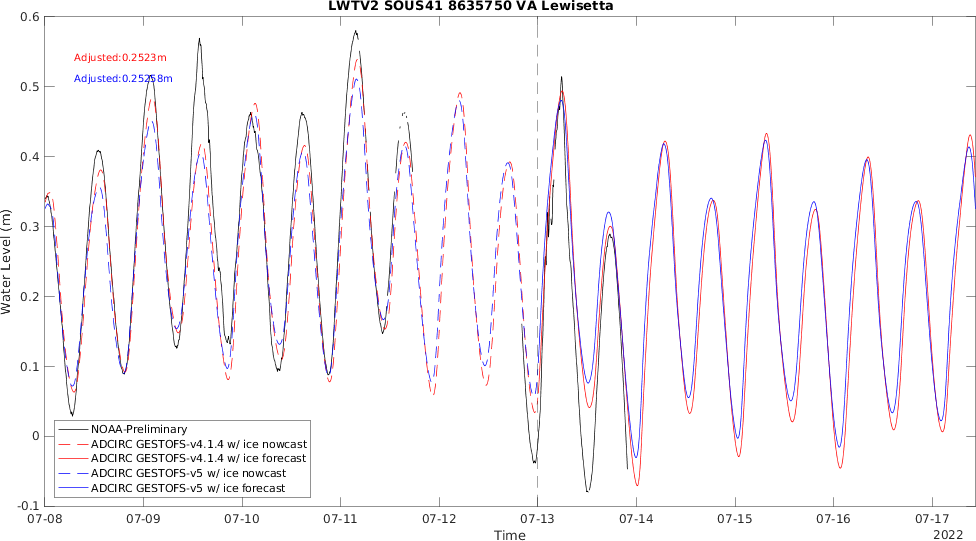 LWTV2 SOUS41 8635750 VA Lewisetta
0.6
0.5
0.4
0.3
0.2
0.1
0
-0.1
Water Level (m)
Adjusted:0.2523m
Adjusted:0.25258m
NOAA-Preliminary
ADCIRC GESTOFS-v4.1.4 w/ ice nowcast
ADCIRC GESTOFS-v4.1.4 w/ ice forecast
ADCIRC GESTOFS-v5 w/ ice nowcast
ADCIRC GESTOFS-v5 w/ ice forecast
07-08 07-09 07-10 07-11 07-12 07-13 07-14 07-15 07-16 07-17
Time
2022